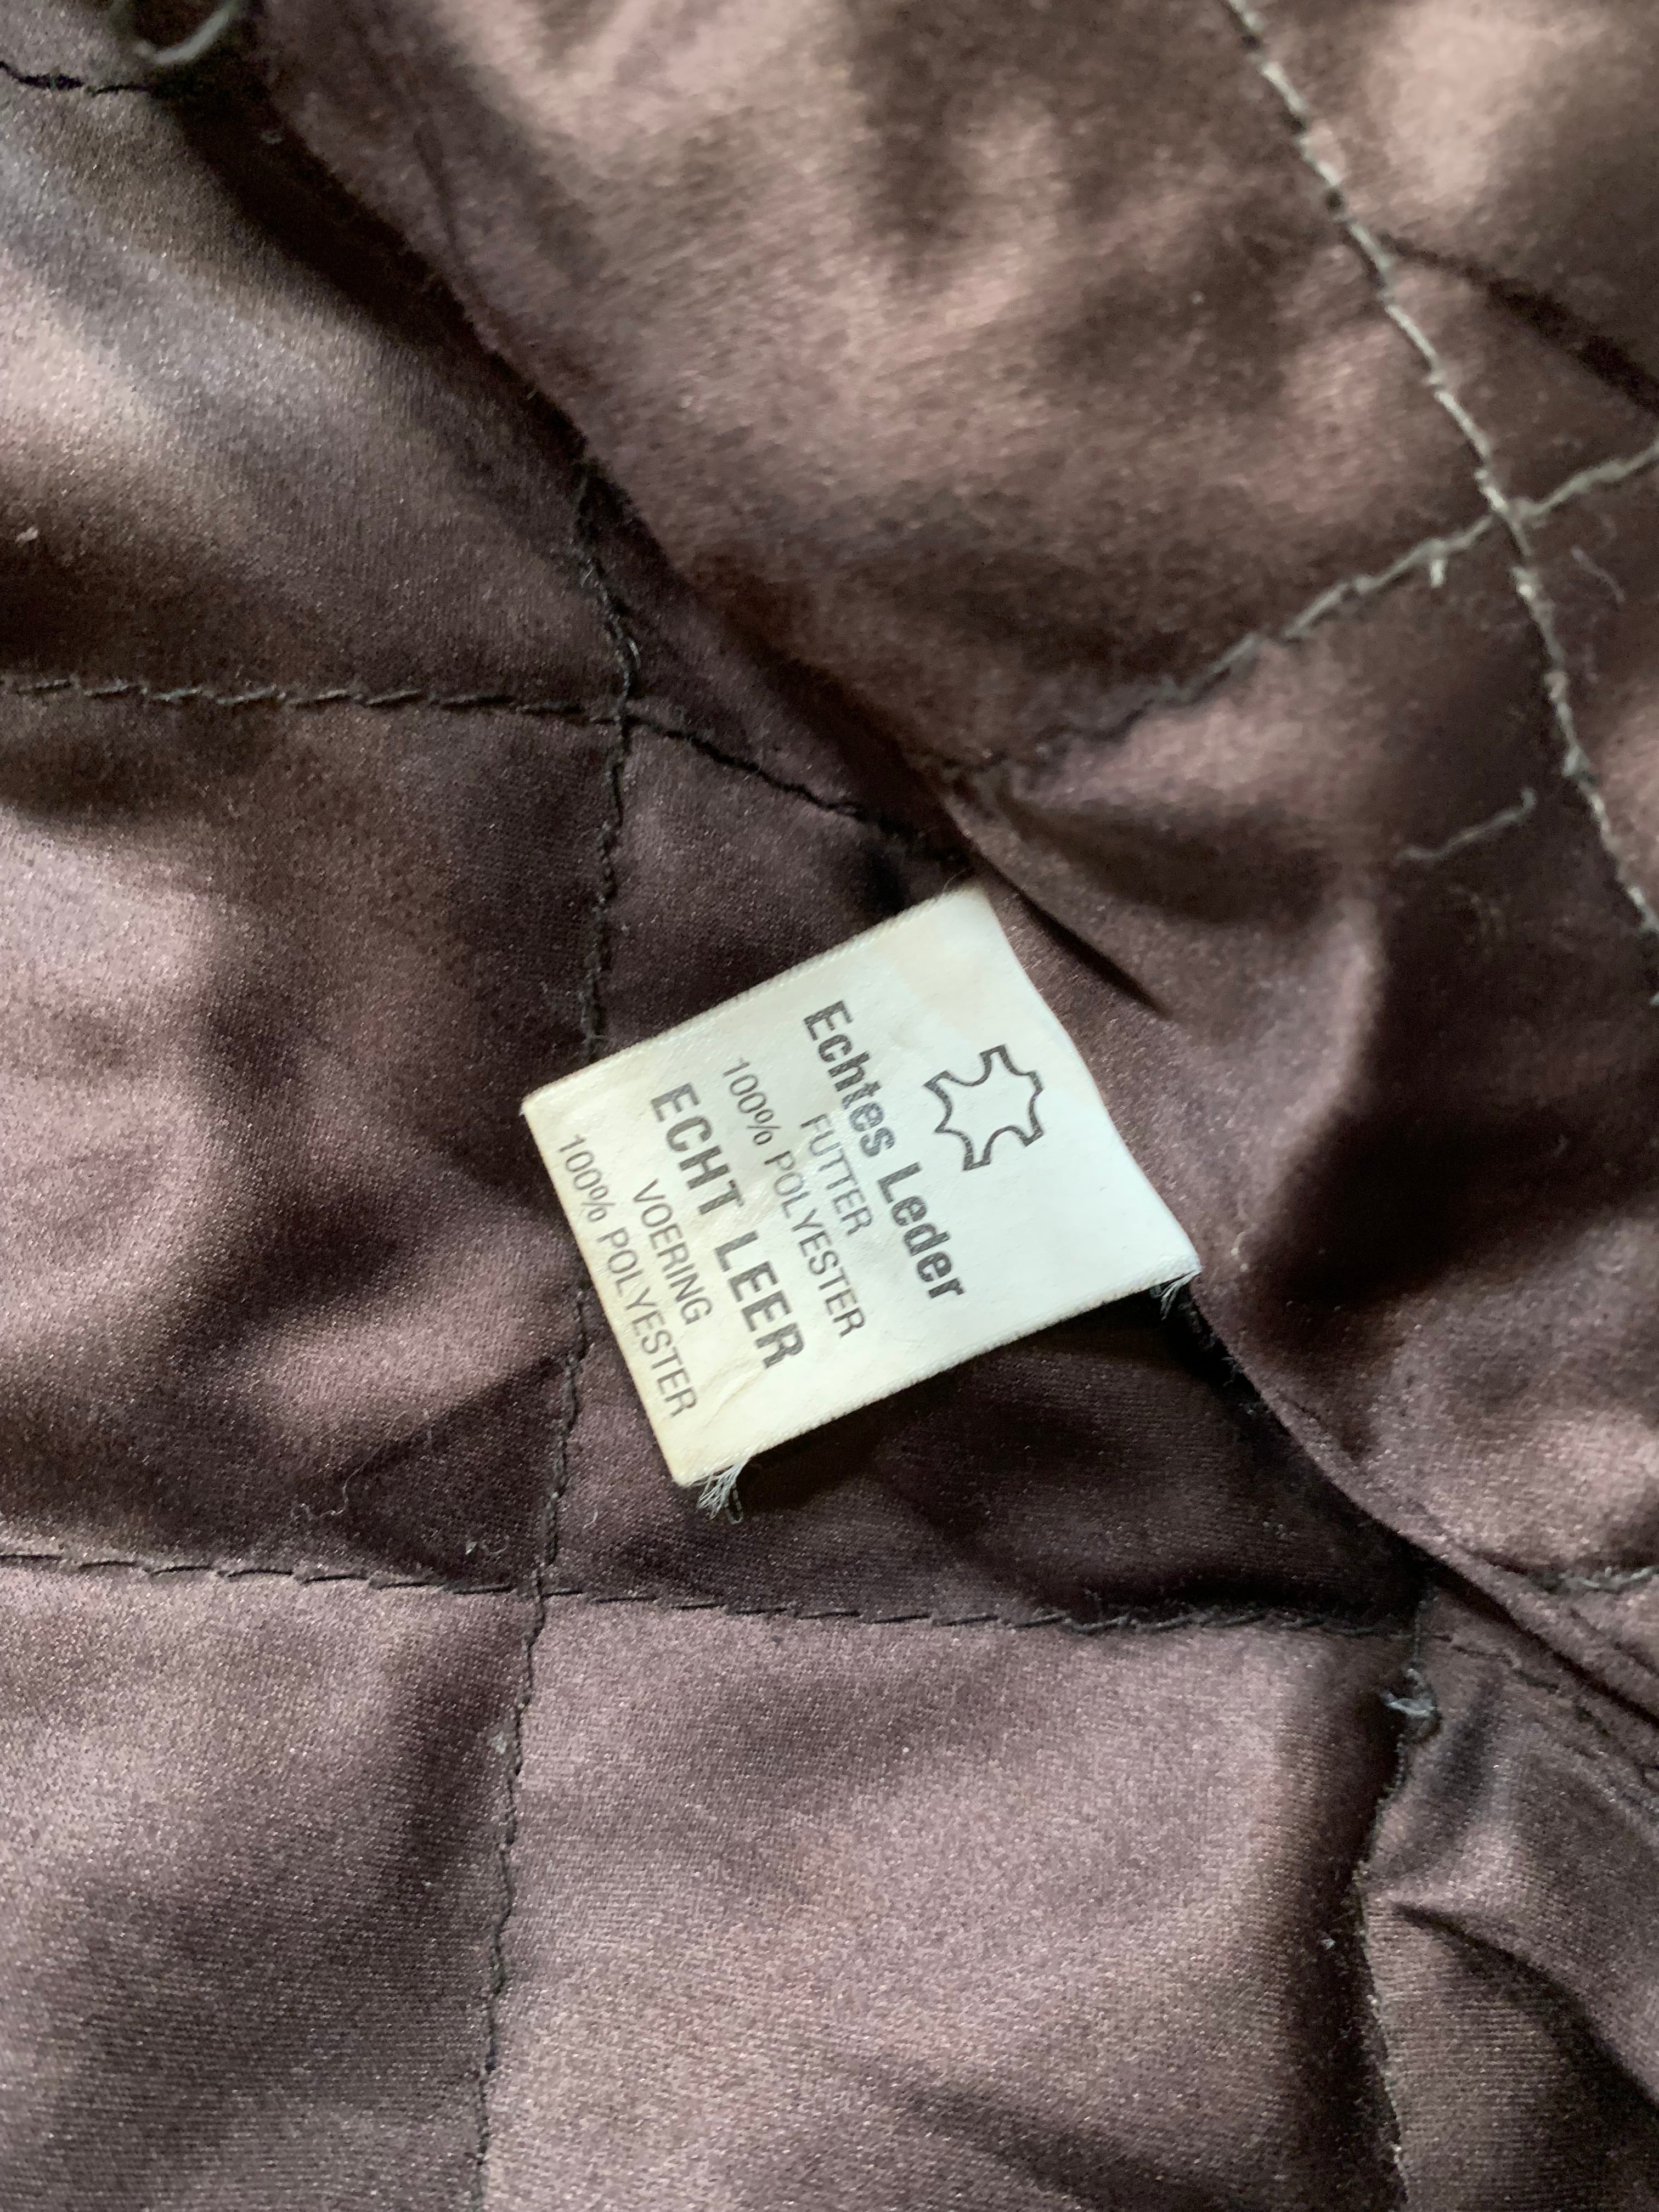 Echtes Leder
FUTTER
100% POLYESTER
ECHT LEER
VOERING
100% POLYESTER